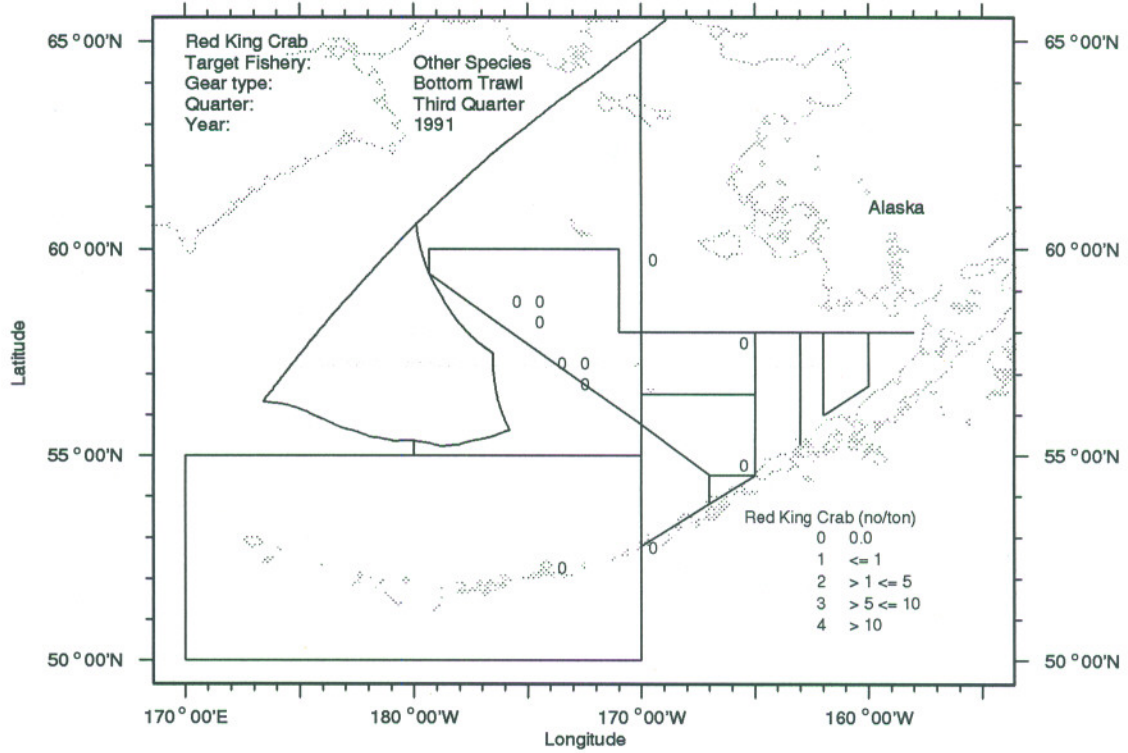 65°00'N
65°00'N
Red King Crab
Target Fishery: Other Species
Gear type: Bottom Trawl
Quarter: Third Quarter
Year: 1991
Alaska
60°00'N
0
60°00'N
0 0
0
0
Latitude
0 0
0
55°00'N
0
55°00'N
Red King Crab (no/ton)
0 0.0
1 <= 1
2 > 1 <= 5
3 > 5 <= 10
4 > 10
0
0
50°00'N
50°00'N
170°00'E
180°00'W
170°00'W
160°00'W
Longitude